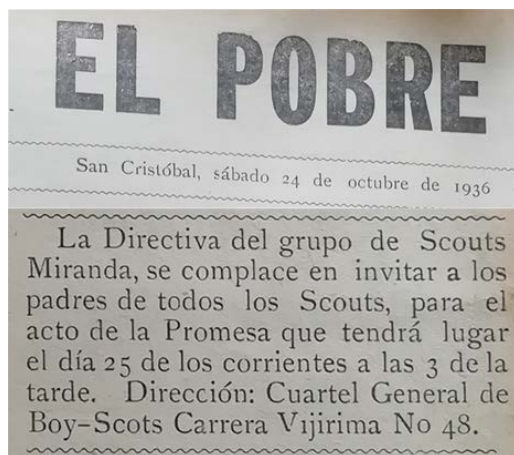 EL POBRE
San Cristóbal, sábado 24 de octubre de 1936
La Directiva del grupo de Scouts
Miranda, se complace en invitar a los
padres de todos los Scouts, para el
acto de la Promesa que tendrá lugar
el día 25 de los corrientes a las 3 de la
tarde. Dirección: Cuartel General de
Boy-Scots Carrera Vijirima No 48.